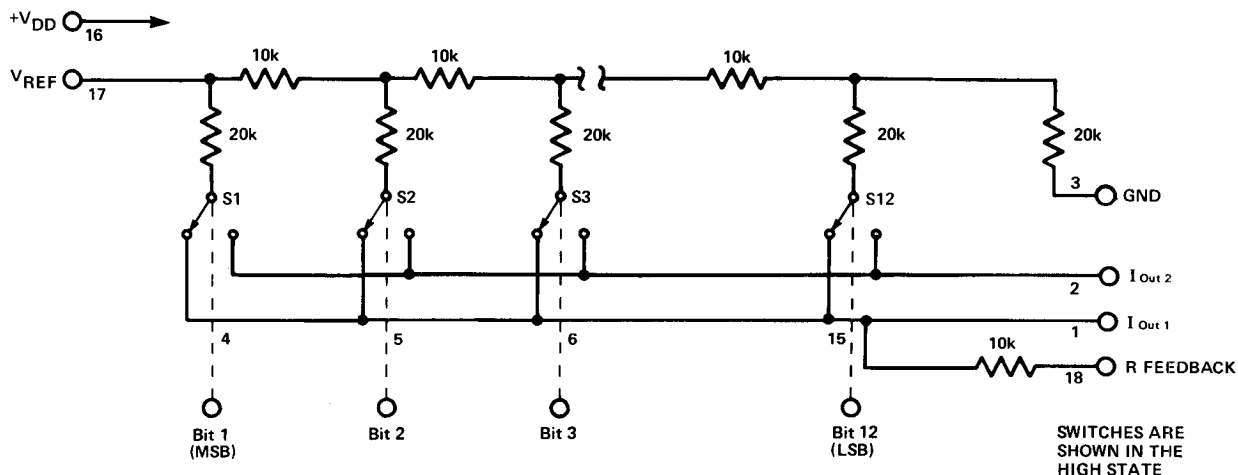 +VDD
16
VREF
17
10k
10k
10k
20k
20k
20k
20k
20k
S1
S2
S3
S12
3
GND
2
I Out 2
1
I Out 1
4
5
6
15
10k
18
R FEEDBACK
Bit 1
(MSB)
Bit 2
Bit 3
Bit 12
(LSB)
SWITCHES ARE
SHOWN IN THE
HIGH STATE